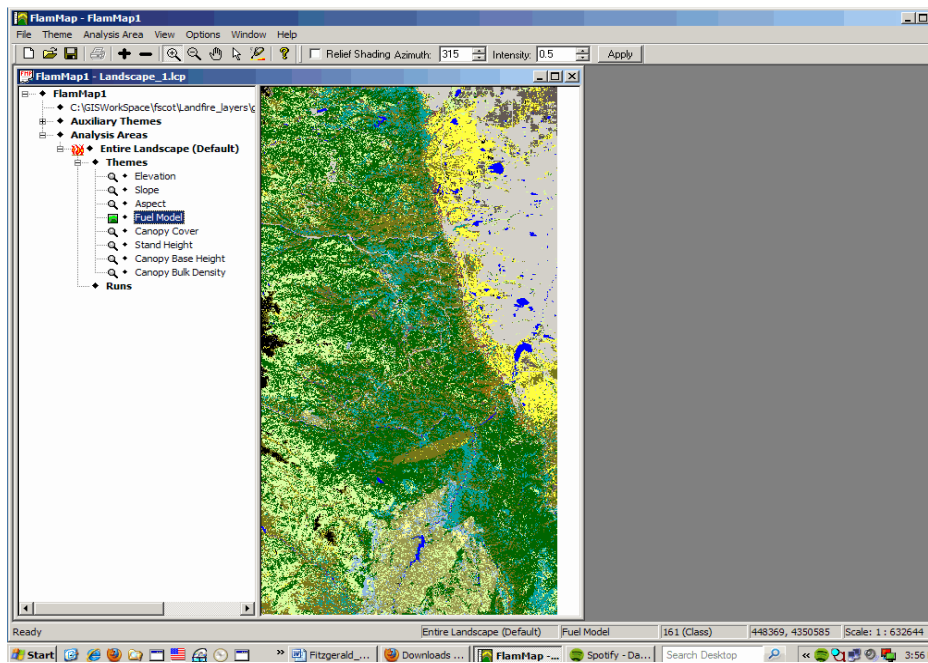 FlamMap - FlamMap1
File Theme Analysis Area View Options Window Help
Relief Shading Azimuth: 315 Intensity: 0.5 Apply
FlamMap1 - Landscape_1.lcp
FlamMap1
C:\GISWorkSpace\fscot\Landfire_layers\g
Auxiliary Themes
Analysis Areas
Entire Landscape (Default)
Themes
Elevation
Slope
Aspect
Fuel Model
Canopy Cover
Stand Height
Canopy Base Height
Canopy Bulk Density
Runs
Ready Entire Landscape (Default) Fuel Model 161 (Class) 448369, 4350585 Scale: 1 : 632644
Start » Fitzgerald_... Downloads ... FlamMap -... Spotify - Da... Search Desktop « 3:56